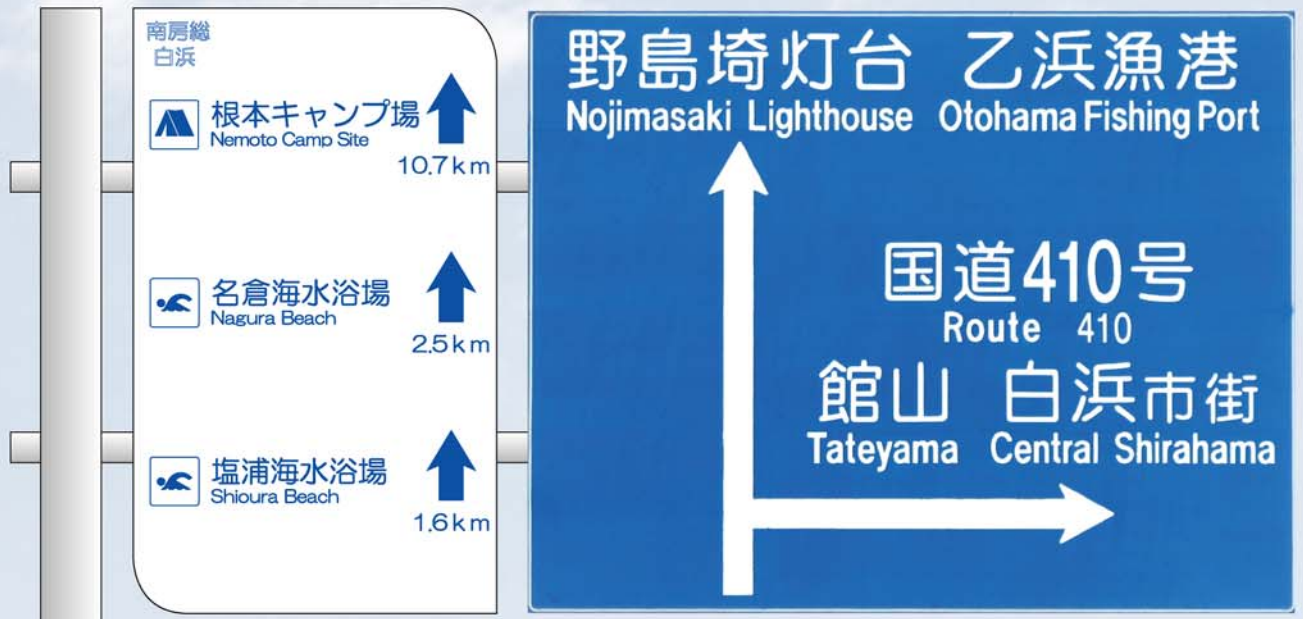 南房総
白浜
根本キャンプ場
Nemoto Camp Site
10.7km
名倉海水浴場
Nagura Beach
2.5km
塩浦海水浴場
Shioura Beach
1.6km
野島埼灯台 乙浜漁港
Nojimasaki Lighthouse Otohama Fishing Port
国道410号
Route 410
館山 白浜市街
Tateyama Central Shirahama